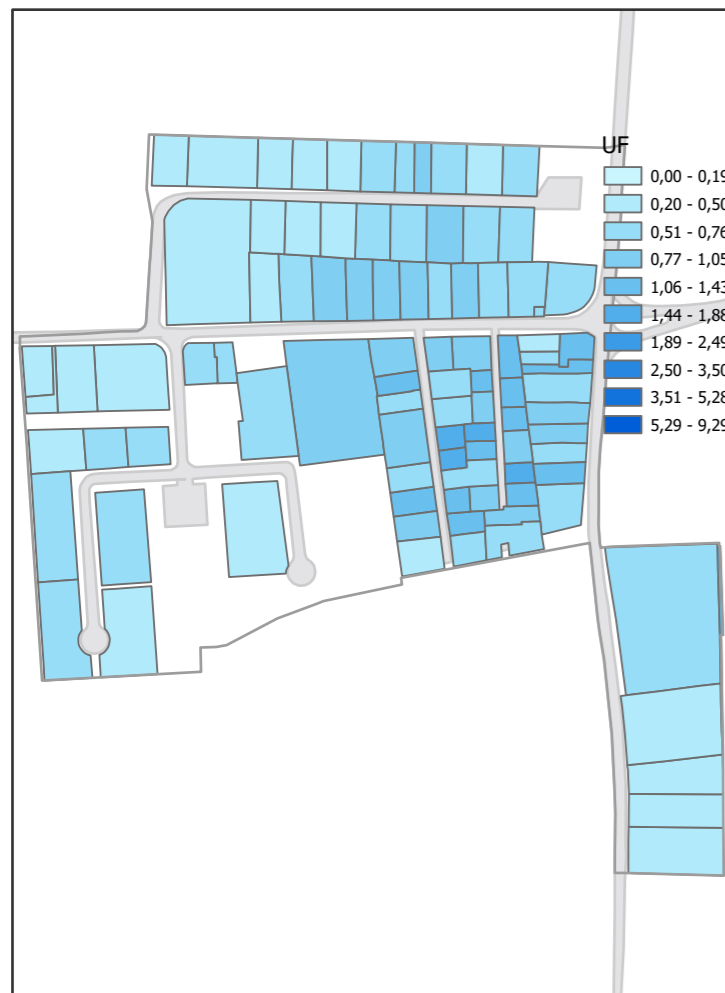 UF
0,00 - 0,19
0,20 - 0,50
0,51 - 0,76
0,77 - 1,05
1,06 - 1,43
1,44 - 1,88
1,89 - 2,49
2,50 - 3,50
3,51 - 5,28
5,29 - 9,29